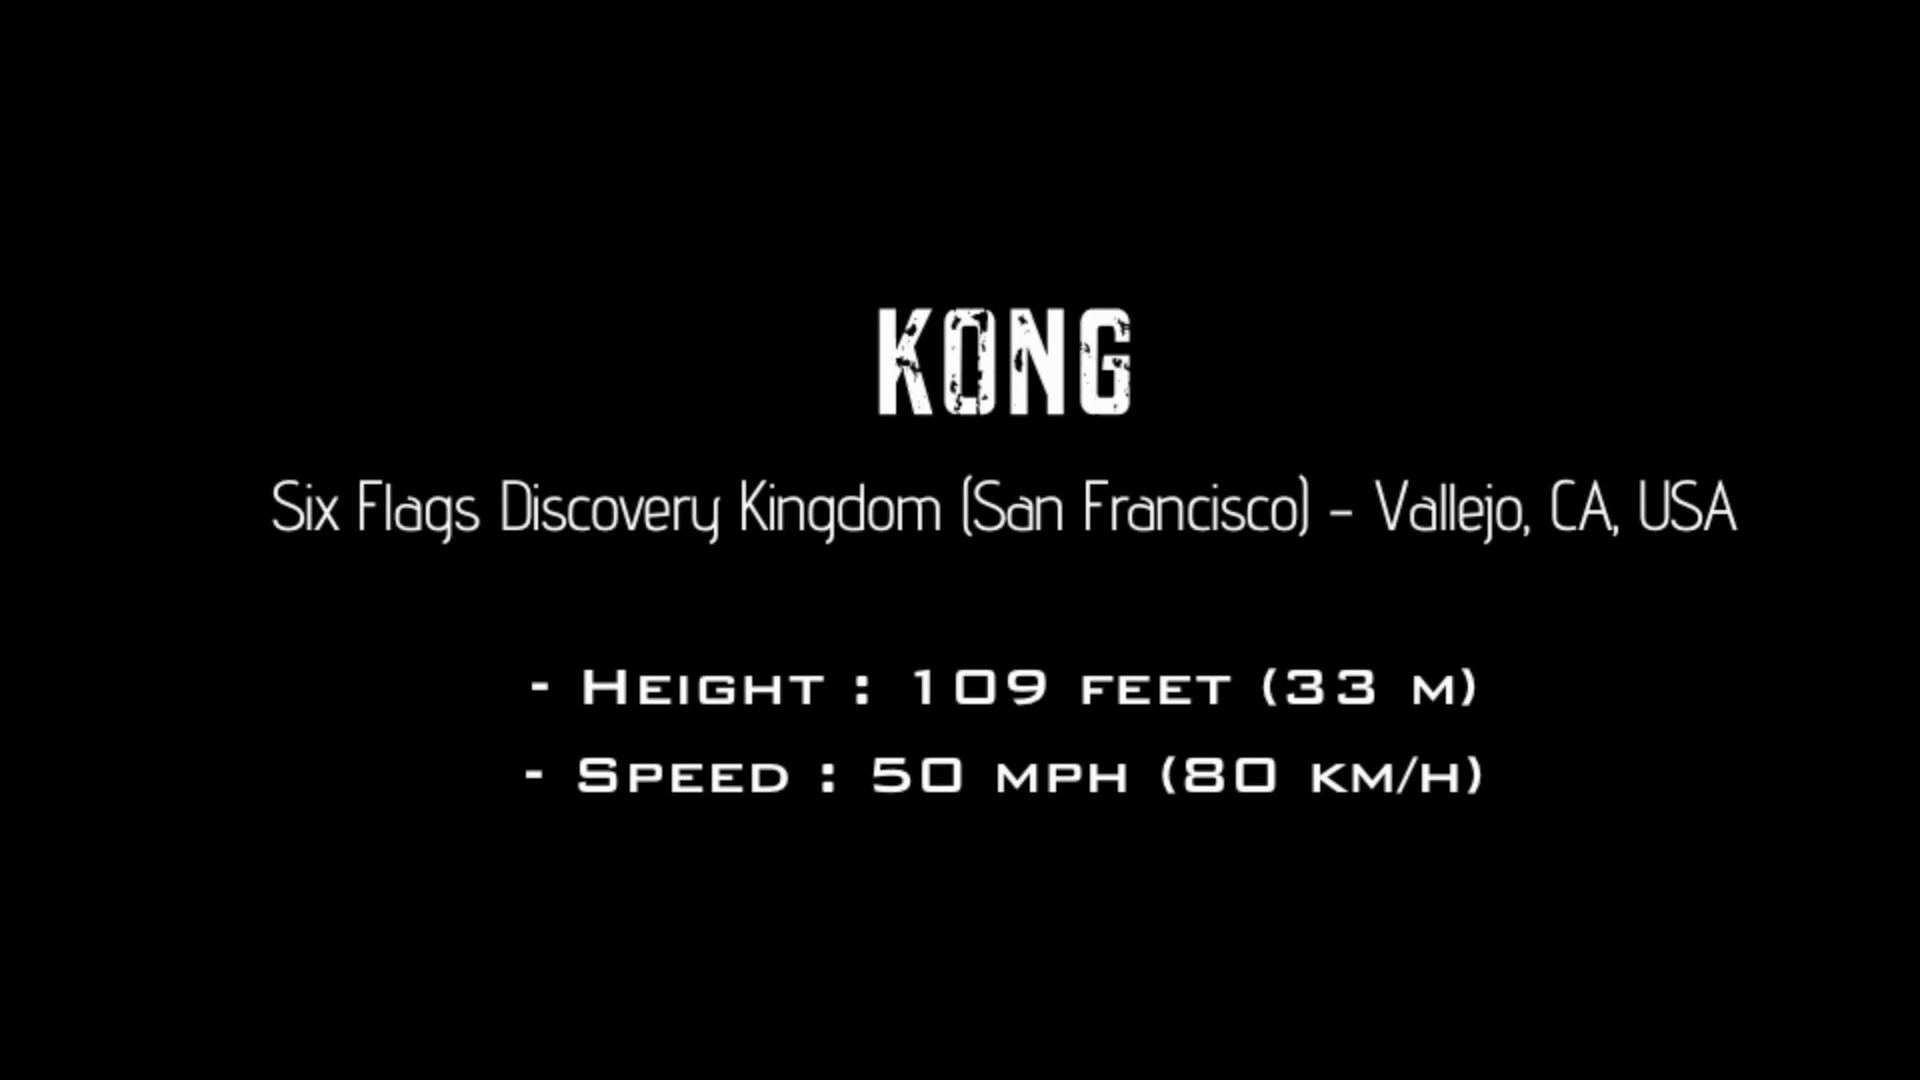 KONG
Six Flags Discovery Kingdom (San Francisco) - Vallejo, CA, USA
- HEIGHT : 109 FEET (33 M)
- SPEED : 50 MPH (80 KM/H)